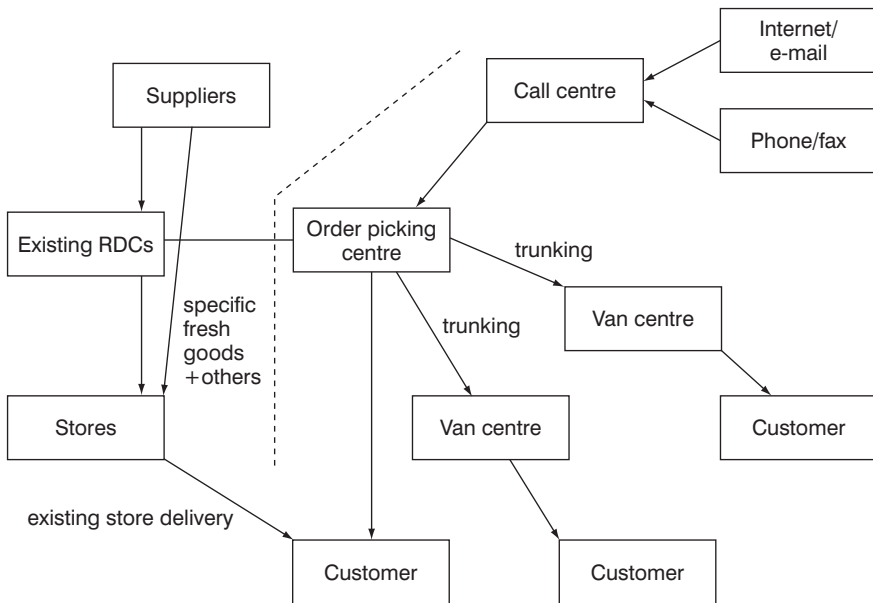 Internet/
e-mail
Suppliers
Call centre
Phone/fax
Existing RDCs
Order picking
centre
trunking
specific
fresh
goods
+others
trunking
Van centre
Stores
Van centre
Customer
existing store delivery
Customer
Customer